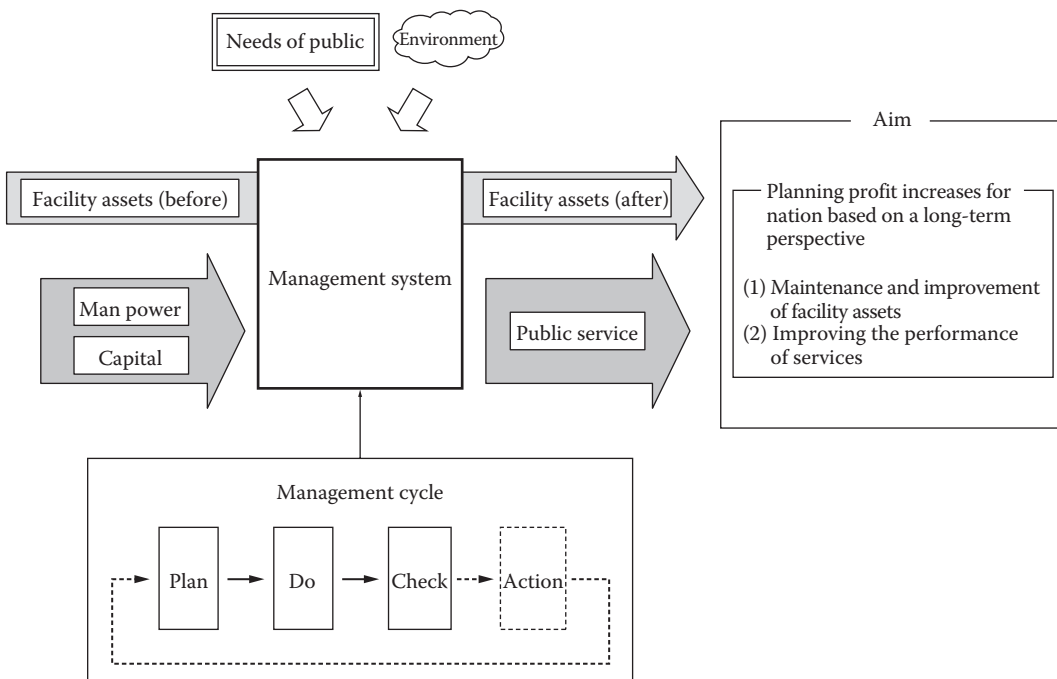 Needs of public
Environment
Aim
Facility assets (before)
Facility assets (after)
Planning profit increases for
nation based on a long-term
perspective
Management system
(1) Maintenance and improvement
of facility assets
(2) Improving the performance
of services
Man power
Capital
Public service
Management cycle
Plan
Do
Check
Action